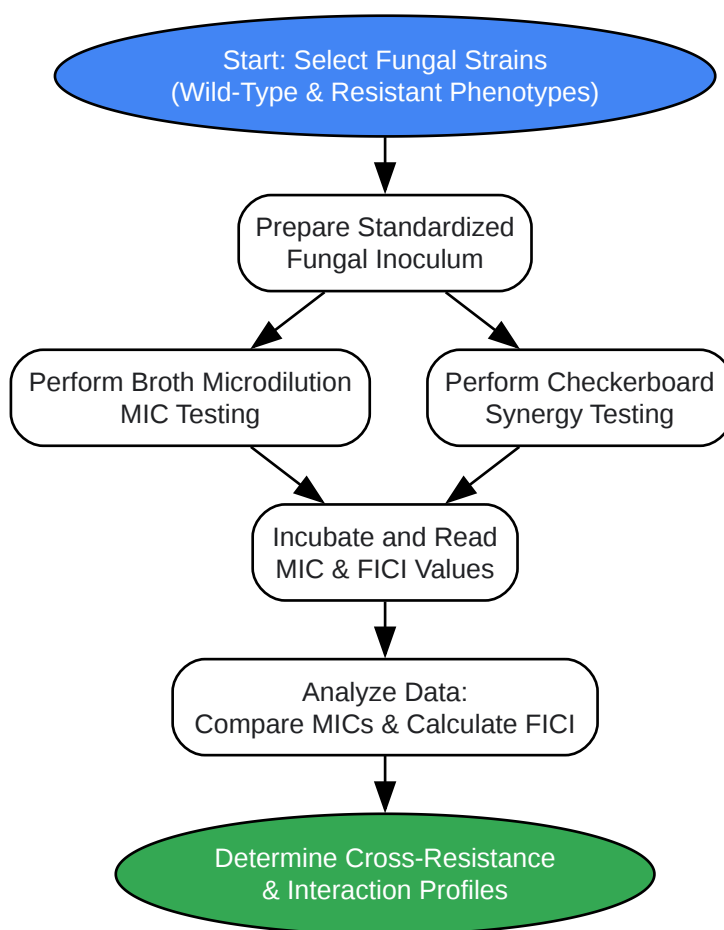 Start: Select Fungal Strains
(Wild-Type & Resistant Phenotypes)
Prepare Standardized
Fungal Inoculum
Perform Broth Microdilution
MIC Testing
Perform Checkerboard
Synergy Testing
Incubate and Read
MIC & FICI Values
Analyze Data:
Compare MICs & Calculate FICI
Determine Cross-Resistance
& Interaction Profiles